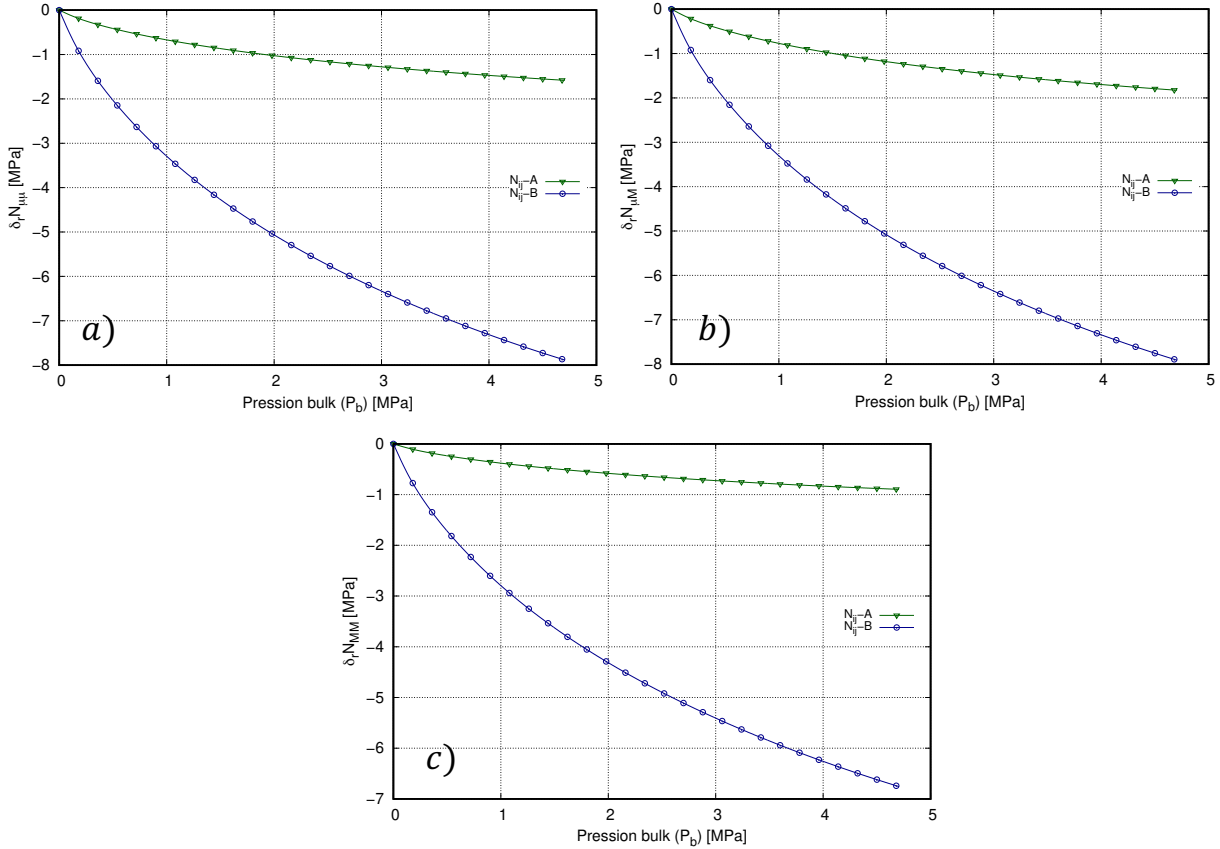 0
−1
−2
−3
−4
−5
−6
−7
−8
0 1 2 3 4 5
δrNμμ [MPa]
Pression bulk (Pb) [MPa]
Nij−A
Nij−B
a)
0
−1
−2
−3
−4
−5
−6
−7
−8
0 1 2 3 4 5
δrNμM [MPa]
Pression bulk (Pb) [MPa]
Nij−A
Nij−B
b)
0
−1
−2
−3
−4
−5
−6
−7
0 1 2 3 4 5
δrNMM [MPa]
Pression bulk (Pb) [MPa]
Nij−A
Nij−B
c)